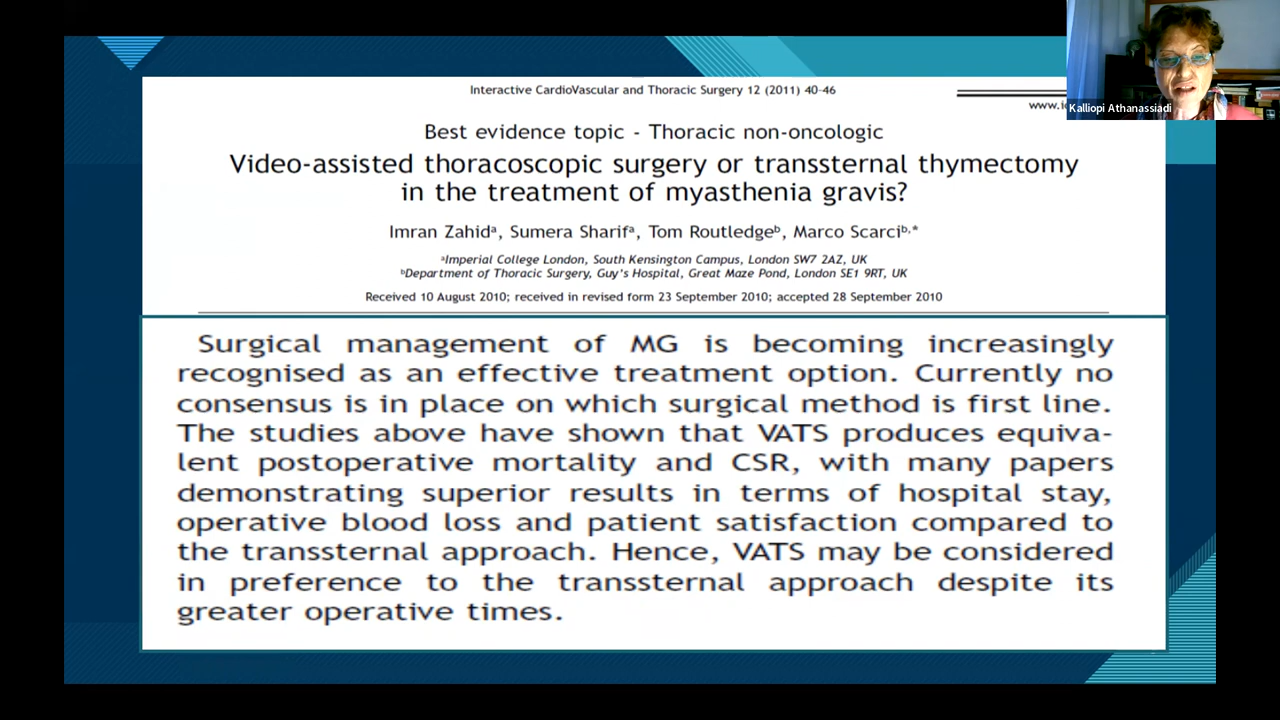 Interactive CardioVascular and Thoracic Surgery 12 (2011) 40-46
Kalliopi Athanassiadi
Best evidence topic - Thoracic non-oncologic
Video-assisted thoracoscopic surgery or transsternal thymectomy
in the treatment of myasthenia gravis?
Imran Zahidᵃ, Sumera Sharifᵃ, Tom Routledgeᵇ, Marco Scarciᵇ,*
ᵃImperial College London, South Kensington Campus, London SW7 2AZ, UK
ᵇDepartment of Thoracic Surgery, Guy's Hospital, Great Maze Pond, London SE1 9RT, UK
Received 10 August 2010; received in revised form 23 September 2010; accepted 28 September 2010
Surgical management of MG is becoming increasingly
recognised as an effective treatment option. Currently no
consensus is in place on which surgical method is first line.
The studies above have shown that VATS produces equiva-
lent postoperative mortality and CSR, with many papers
demonstrating superior results in terms of hospital stay,
operative blood loss and patient satisfaction compared to
the transsternal approach. Hence, VATS may be considered
in preference to the transsternal approach despite its
greater operative times.